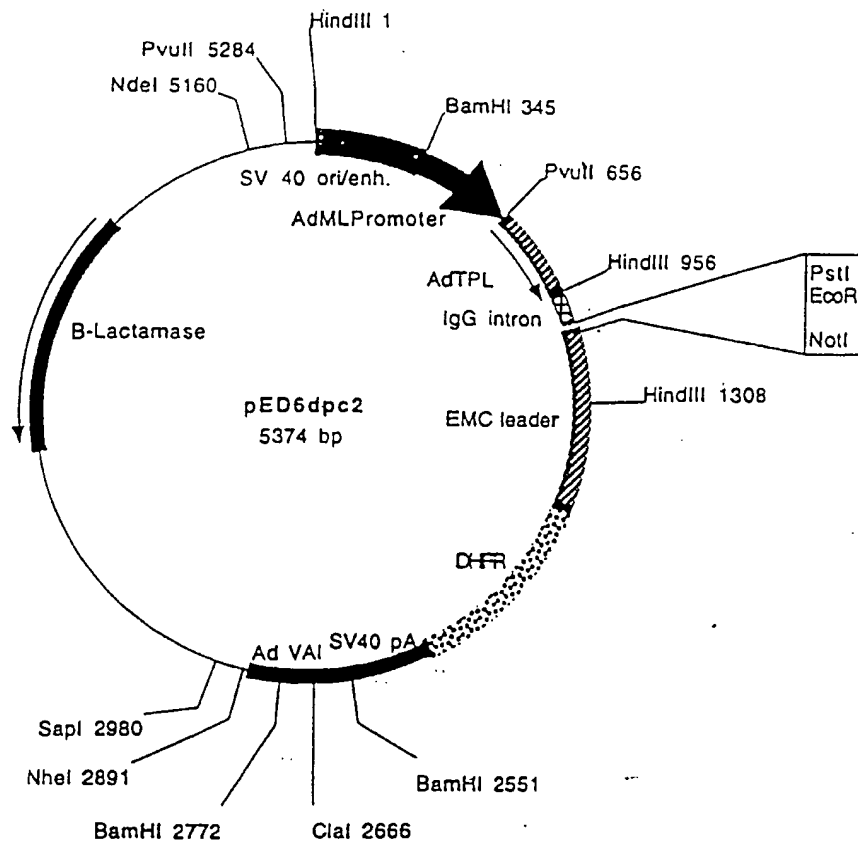 HindIII 1
PvuII 5284
NdeI 5160
BamHI 345
SV 40 ori/enh.
PvuII 656
AdMLPromoter
HindIII 956
AdTPL
PstI
EcoR
IgG intron
NotI
B-Lactamase
pED6dpc2
5374 bp
EMC leader
HindIII 1308
DHFR
SV40 pA
Ad VAI
SapI 2980
NheI 2891
BamHI 2551
BamHI 2772
ClaI 2666